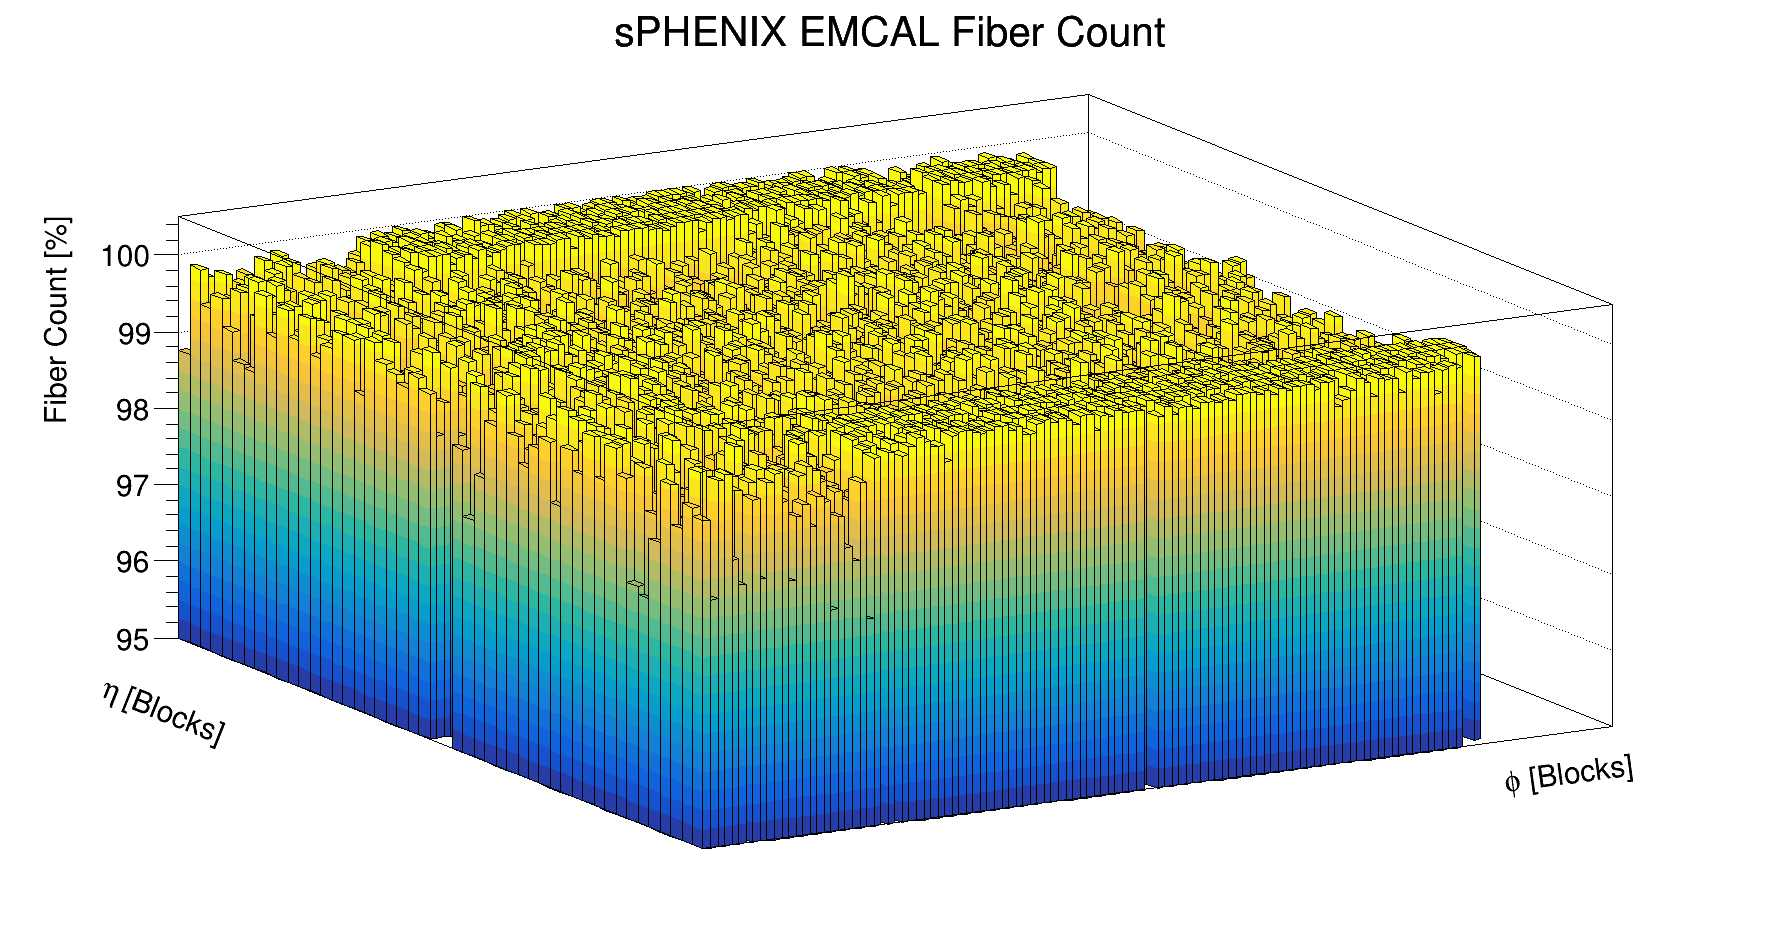 sPHENIX EMCAL Fiber Count
Fiber Count [%]
100
99
98
97
96
95
η [Blocks]
ϕ [Blocks]